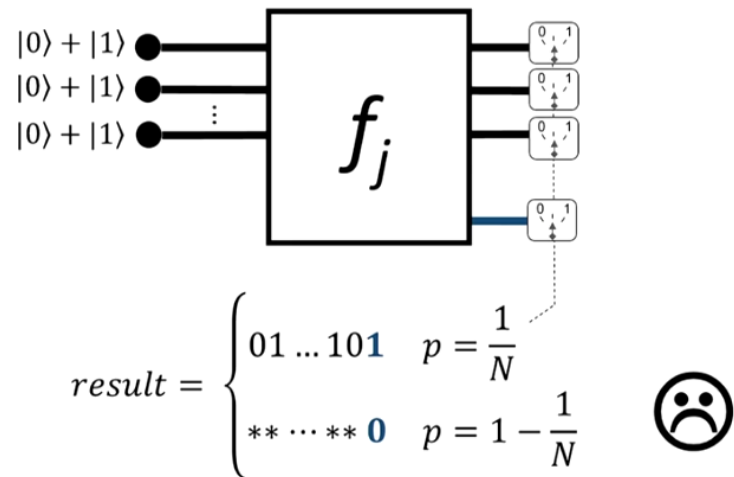 |0⟩ + |1⟩
|0⟩ + |1⟩
⋮
|0⟩ + |1⟩
f_j
0 1
0 1
0 1
0 1
result = { 01 … 101 p = 1/N
** ⋯ ** 0 p = 1 − 1/N